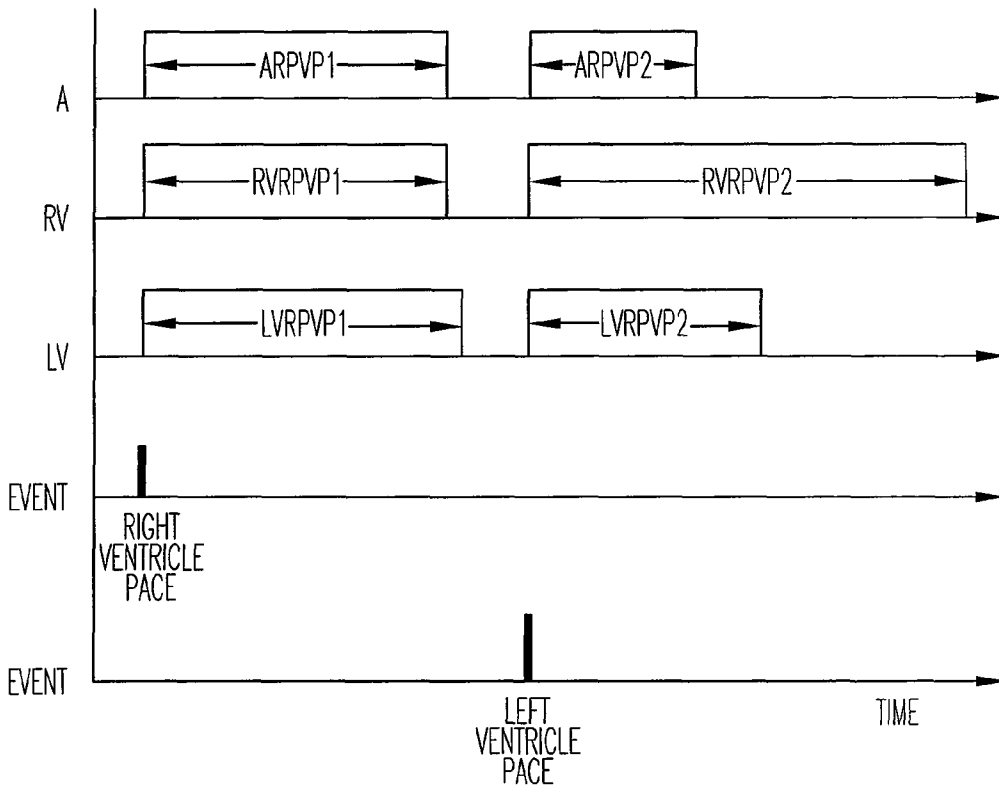 ARPVP1 ARPVP2
A
RVRPVP1 RVRPVP2
RV
LVRPVP1 LVRPVP2
LV
EVENT
RIGHT
VENTRICLE
PACE
EVENT
LEFT
VENTRICLE
PACE
TIME